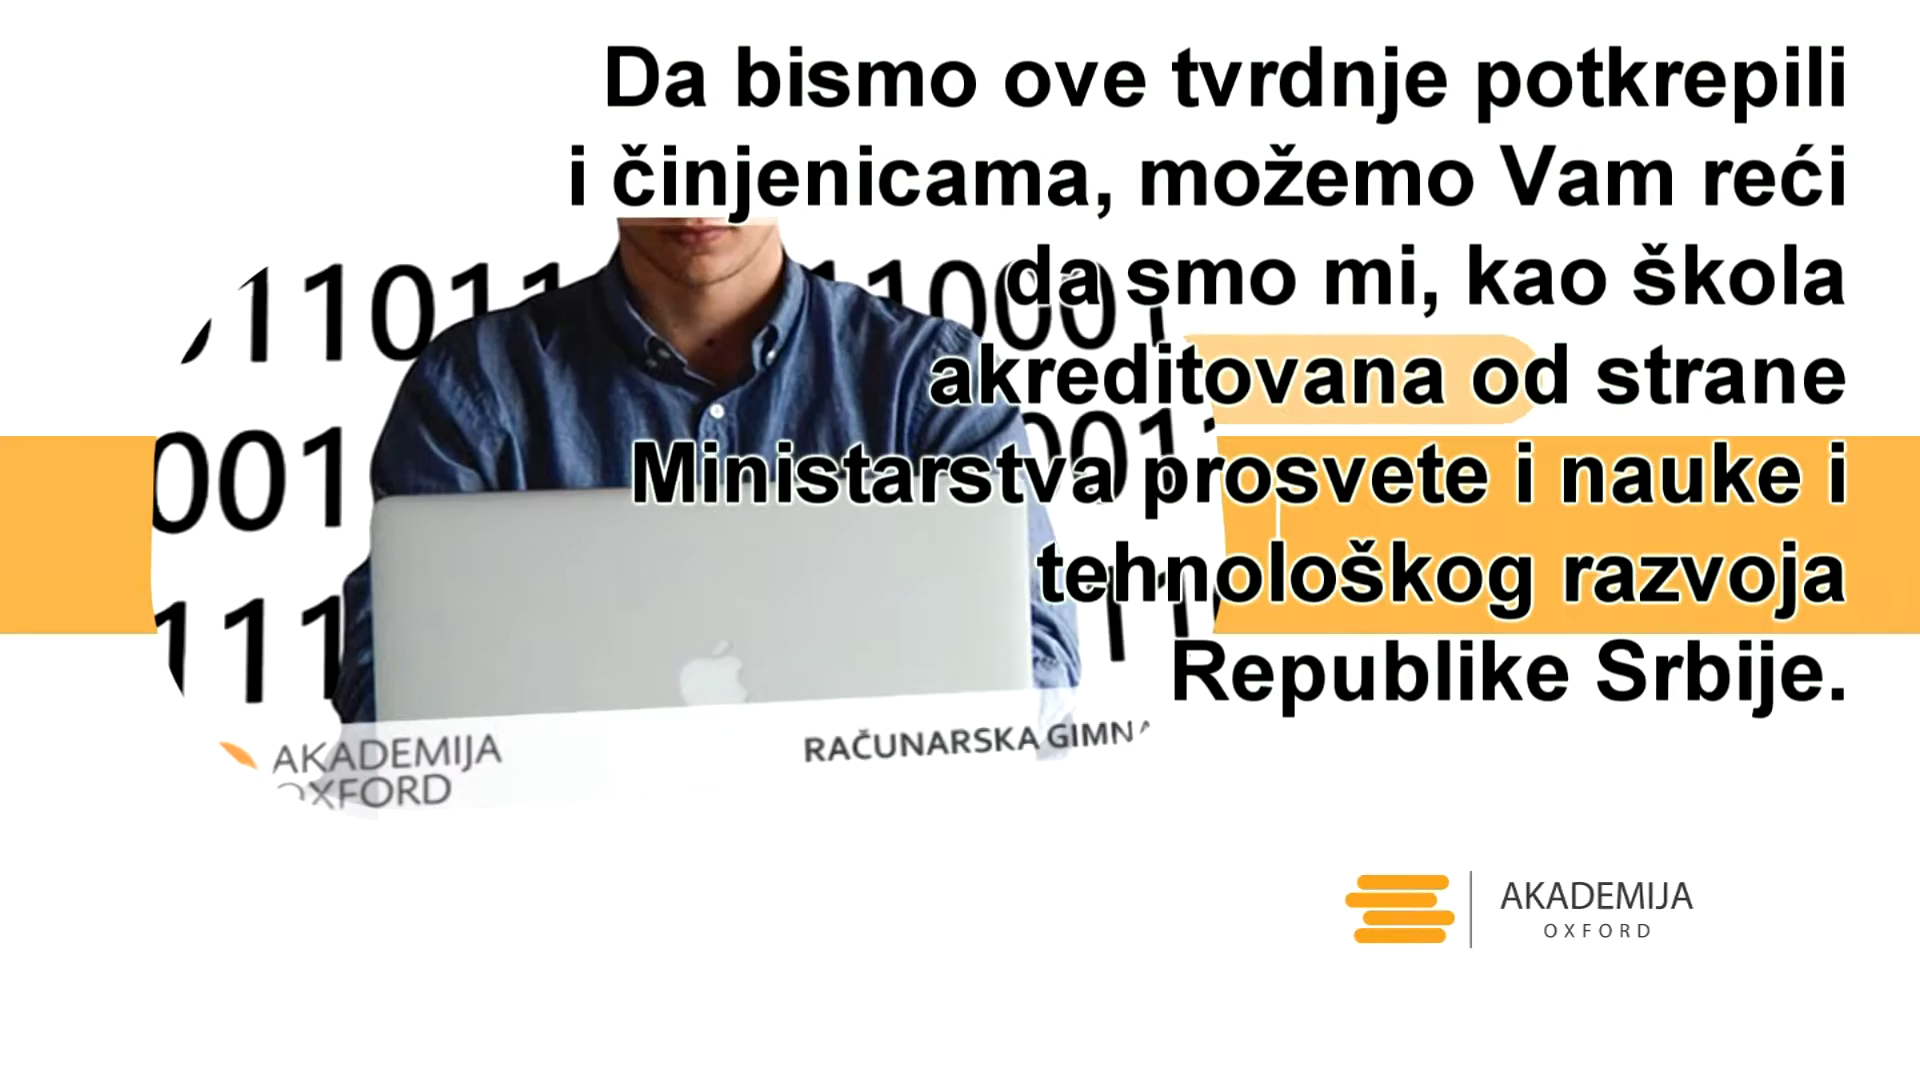 Da bismo ove tvrdnje potkrepili
i činjenicama, možemo Vam reći
da smo mi, kao škola
akreditovana od strane
Ministarstva prosvete i nauke i
tehnološkog razvoja
Republike Srbije.
AKADEMIJA
OXFORD
RAČUNARSKA
AKADEMIJA
OXFORD